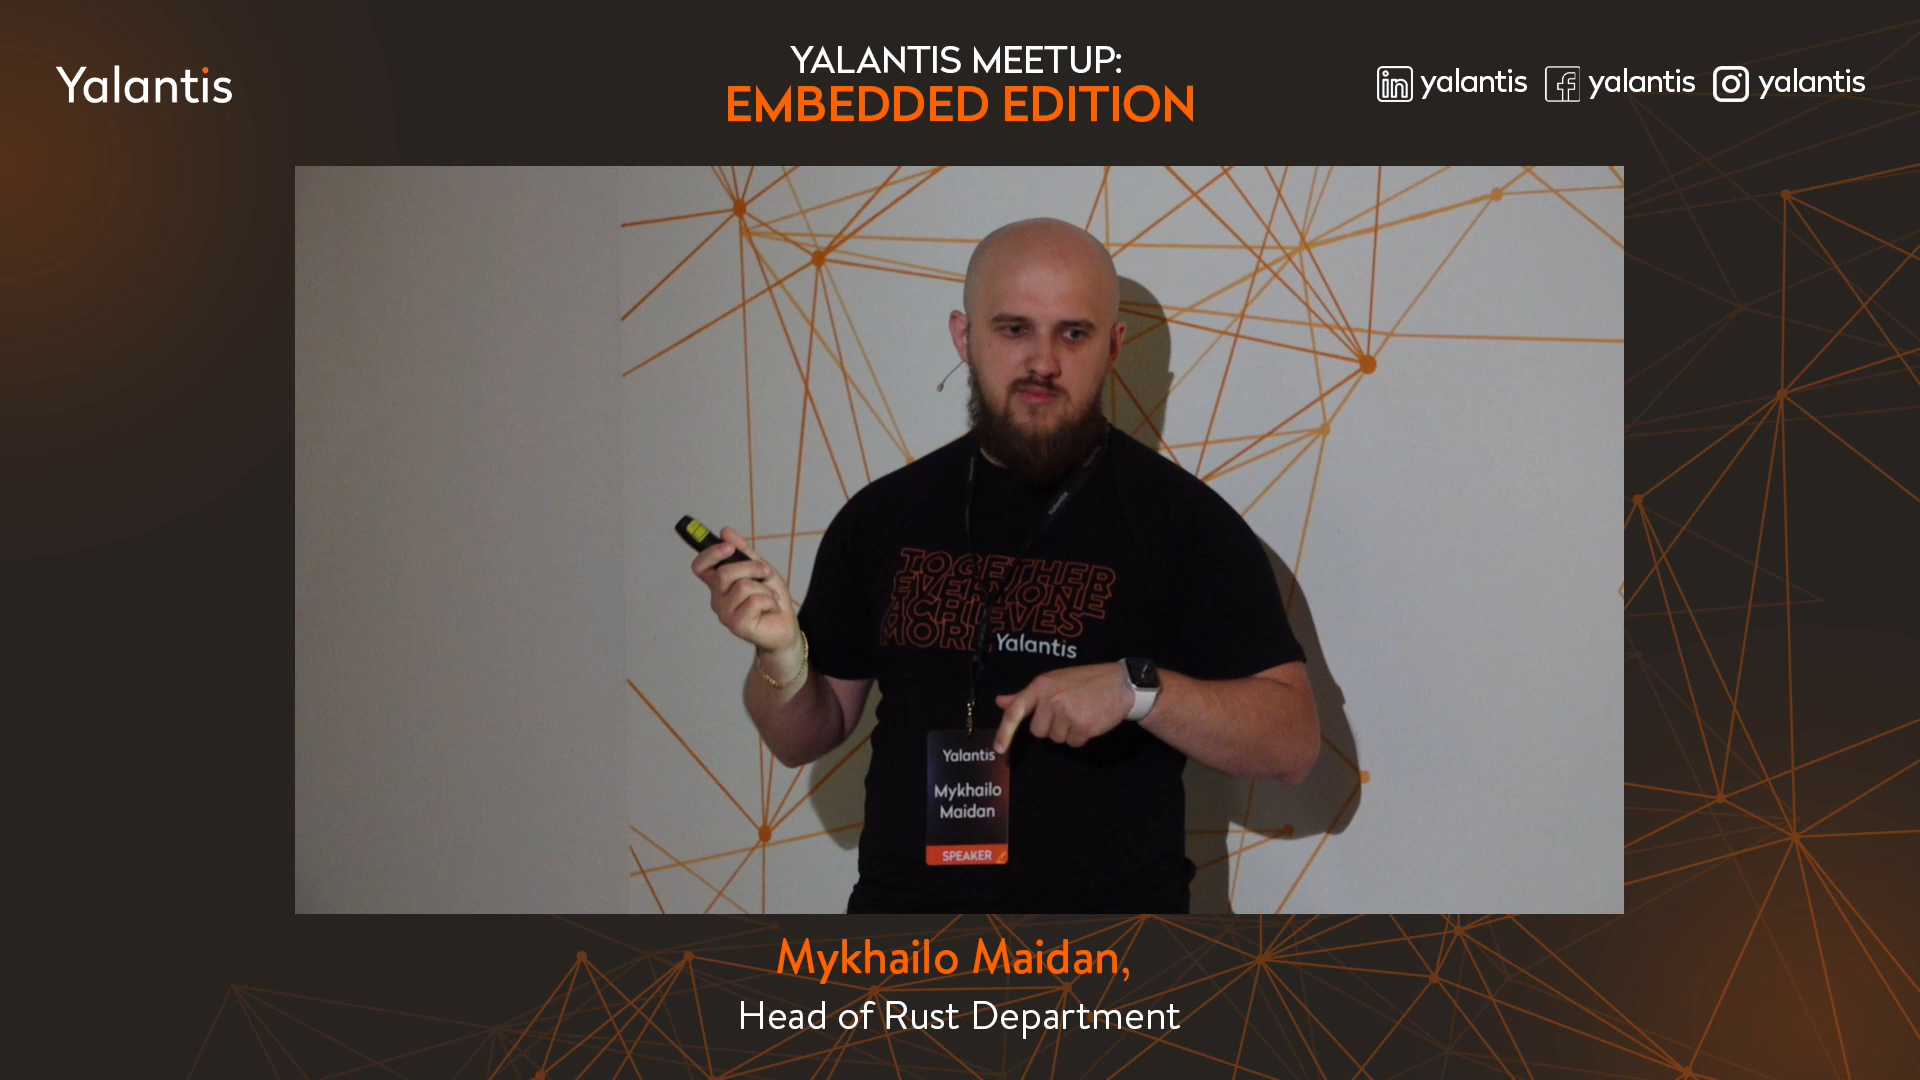 Yalantis
YALANTIS MEETUP:
EMBEDDED EDITION
yalantis
yalantis
yalantis
TOGETHER
EVERYONE
ACHIEVES
MORE
Yalantis
Yalantis
Mykhailo
Maidan
SPEAKER
Mykhailo Maidan,
Head of Rust Department